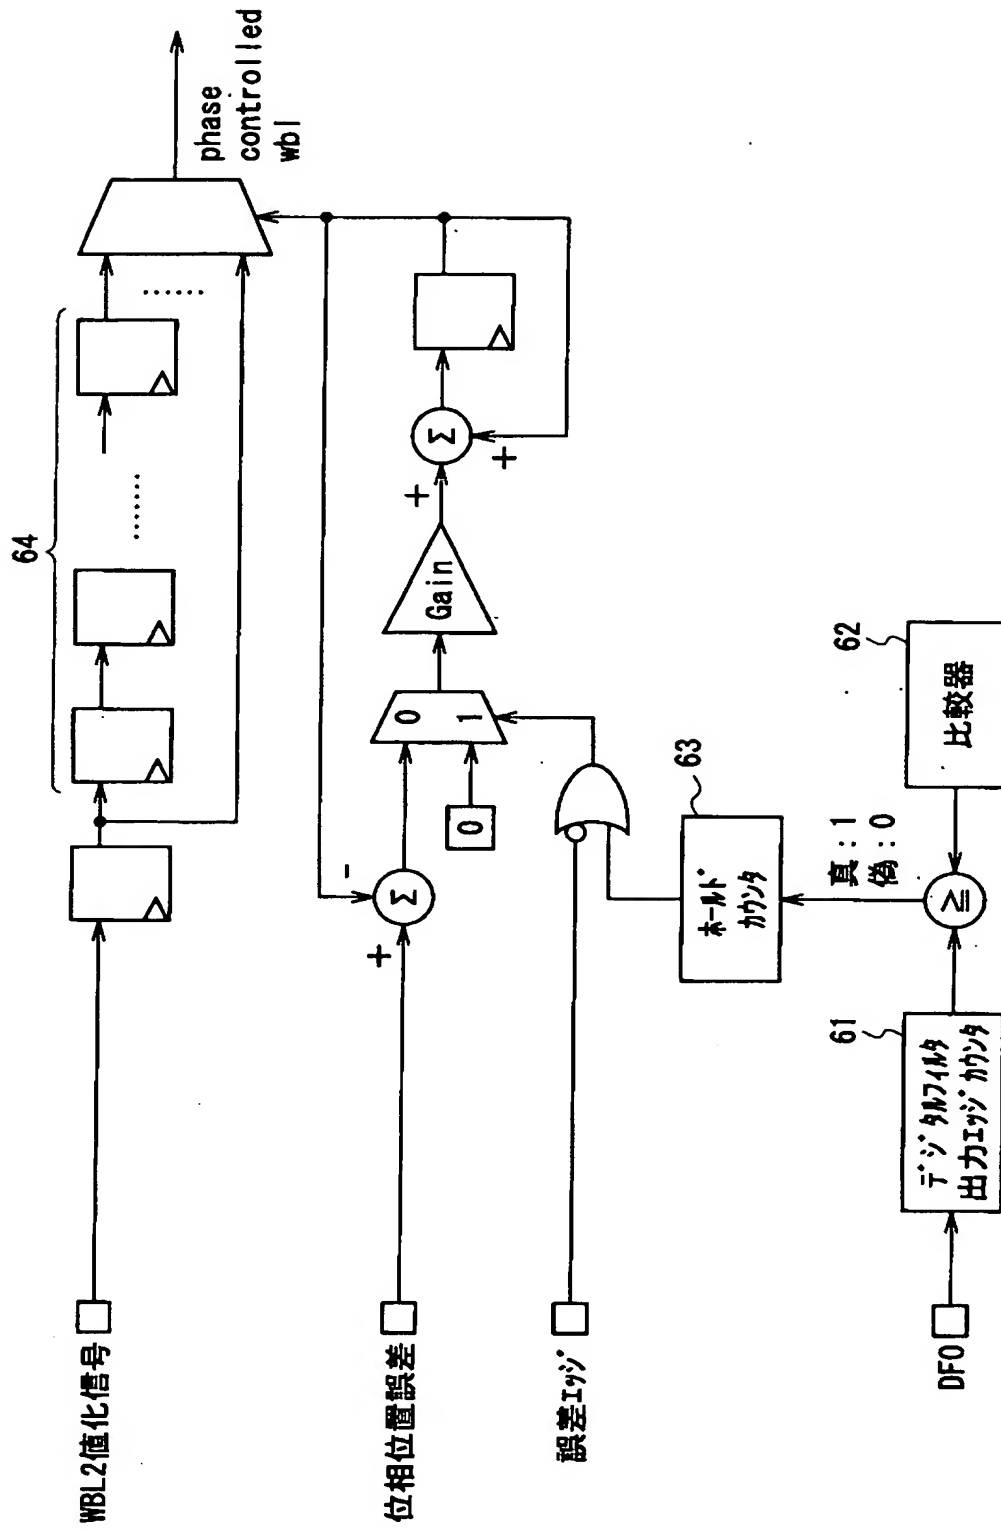 64
phase
controlled
wbl
WBL2値化信号
位相位置誤差
+
-
Σ
0
1
0
Gain
+
Σ
+
誤差エッジ
63
ホールド
カウンタ
真:1
偽:0
≧
62
比較器
61
デジタルフィルタ
出力エッジカウンタ
DFO